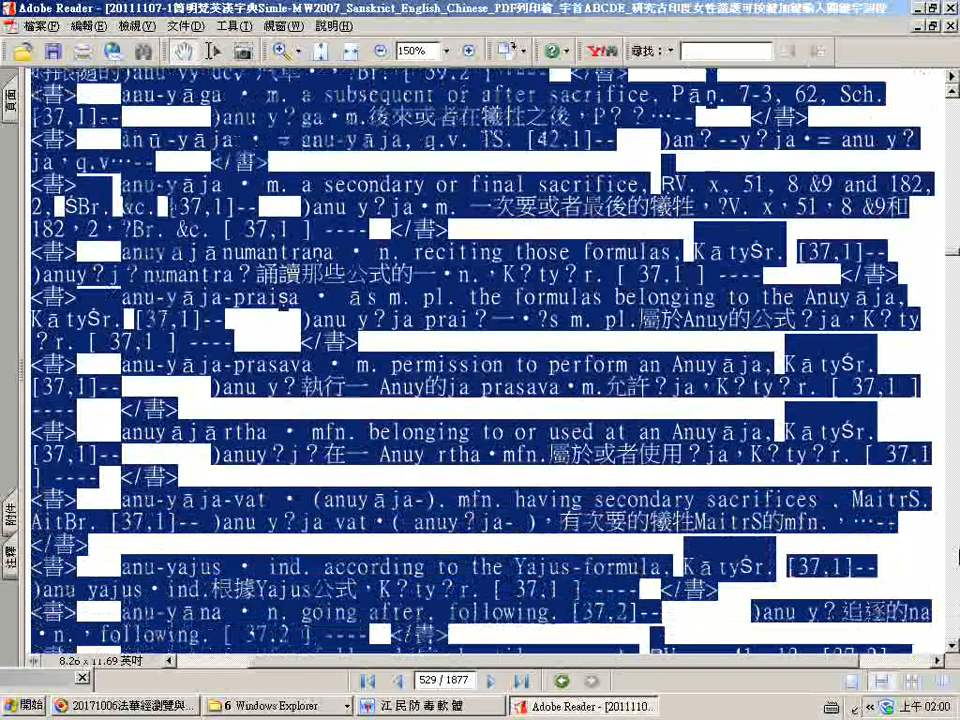 Adobe Reader - [20111107-1簡明梵英漢字典Simle-MW2007_Sanskrit_English_Chinese_PDF列印檔_字首ABCDE_研究古印度女性議題可按
檔案(F) 編輯(E) 檢視(V) 文件(D) 工具(T) 視窗(W) 說明(H)
150% 尋找：
頁面
附件
註釋
<書> anu-yāga • m. a subsequent or after sacrifice, Pāṇ. 7-3, 62, Sch.
[37,1]-- )anu y？ga•m.後來或者在犧牲之後，P？？…-- </書>
<書> anū-yāja • = anu-yāja, q.v. TS. [42,1]-- )an？--y？ja•= anu y？
ja，q.v…-- </書>
<書> anu-yāja • m. a secondary or final sacrifice, RV. x, 51, 8 &9 and 182,
2, ŚBr. &c. [37,1]-- )anu y？ja•m. 一次要或者最後的犧牲，?V. x，51，8 &9和
182，2，?Br. &c. [ 37,1 ] ---- </書>
<書> anuyājānumantraṇa • n. reciting those formulas, KātyŚr. [37,1]--
)anuy？j？numantra？誦讀那些公式的一•n.，K？ty？r. [ 37,1 ] ---- </書>
<書> anu-yāja-praiṣa • ās m. pl. the formulas belonging to the Anuyāja,
KātyŚr. [37,1]-- )anu y？ja prai？一•?s m. pl.屬於Anuy的公式？ja，K？ty
？r. [ 37,1 ] ---- </書>
<書> anu-yāja-prasava • m. permission to perform an Anuyāja, KātyŚr.
[37,1]-- )anu y？執行一 Anuy的ja prasava•m.允許？ja，K？ty？r. [ 37,1 ]
---- </書>
<書> anuyājārtha • mfn. belonging to or used at an Anuyāja, KātyŚr.
[37,1]-- )anuy？j？在一 Anuy rtha•mfn.屬於或者使用？ja，K？ty？r. [ 37,1
] ---- </書>
<書> anu-yāja-vat • (anuyāja-). mfn. having secondary sacrifices , MaitrS.
AitBr. [37,1]-- )anu y？ja vat•( anuy？ja- )，有次要的犧牲MaitrS的mfn.，…--
</書>
<書> anu-yajus • ind. according to the Yajus-formula, KātyŚr. [37,1]--
)anu yajus•ind.根據Yajus公式，K？ty？r. [ 37,1 ] ---- </書>
<書> anu-yāna • n. going after, following. [37,2]-- )anu y？追逐的na
•n.，following. [ 37,2 ] ---- </書>
8.26 x 11.69 英吋
529 / 1877
開始 20171006法華經瀏覽與... 6 Windows Explorer 江民防毒軟體 Adobe Reader - [2011110... 上午 02:00